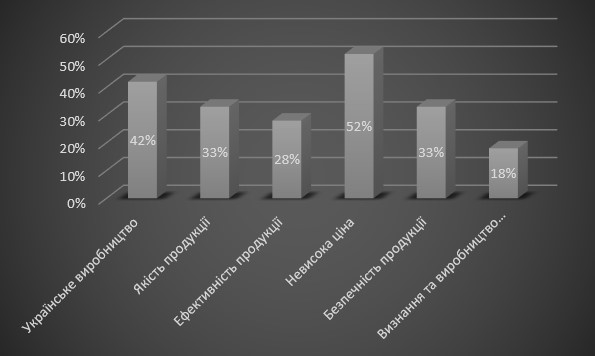 60%
50%
40%
30%
20%
10%
0%
42%
33%
28%
52%
33%
18%
Українське виробництво
Якість продукції
Ефективність продукції
Невисока ціна
Безпечність продукції
Визнання та виробництво...